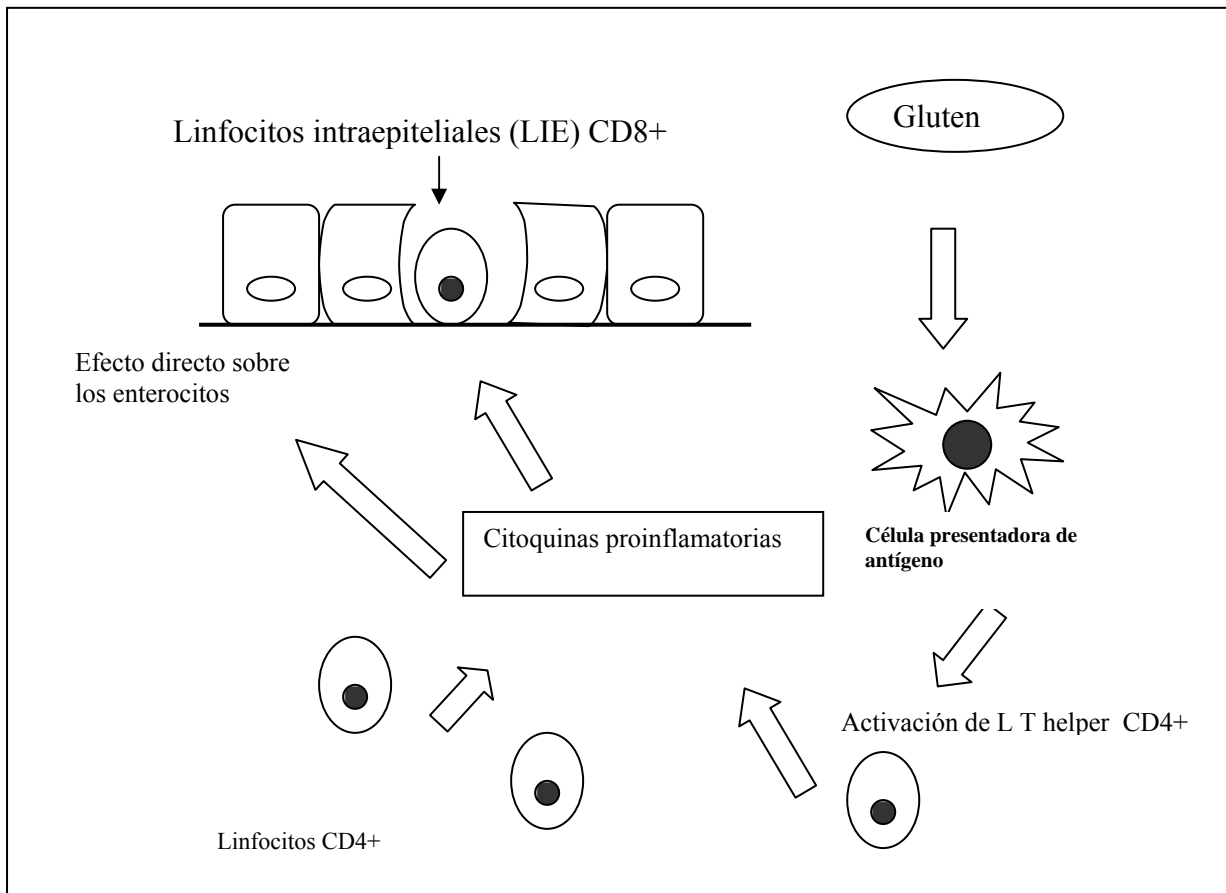 Gluten
Linfocitos intraepiteliales (LIE) CD8+
Efecto directo sobre
los enterocitos
Citoquinas proinflamatorias
Célula presentadora de
antígeno
Activación de L T helper  CD4+
Linfocitos CD4+